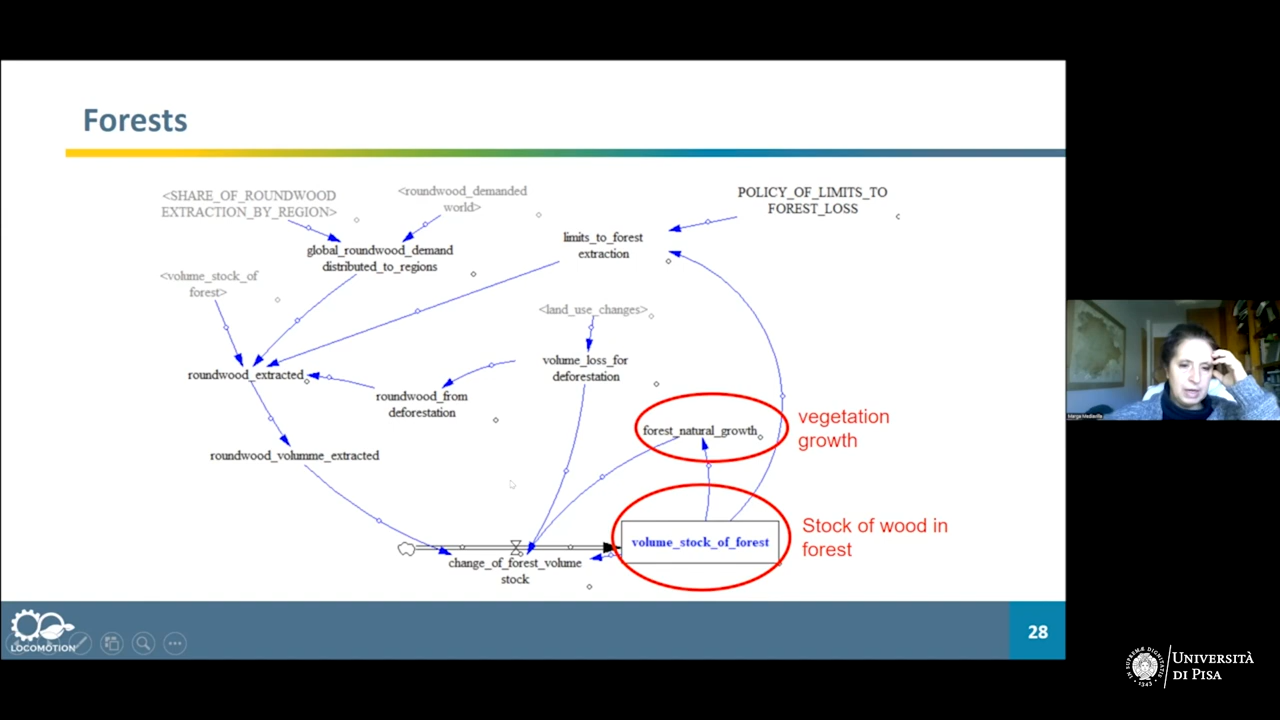 Forests
<SHARE_OF_ROUNDWOOD
EXTRACTION_BY_REGION>
<roundwood_demanded
world>
POLICY_OF_LIMITS_TO
FOREST_LOSS
global_roundwood_demand
distributed_to_regions
limits_to_forest
extraction
<volume_stock_of
forest>
<land_use_changes>
roundwood_extracted
volume_loss_for
deforestation
roundwood_from
deforestation
forest_natural_growth
vegetation
growth
roundwood_volumme_extracted
volume_stock_of_forest
Stock of wood in
forest
change_of_forest_volume
stock
LOCOMOTION
28
UNIVERSITÀ
DI PISA